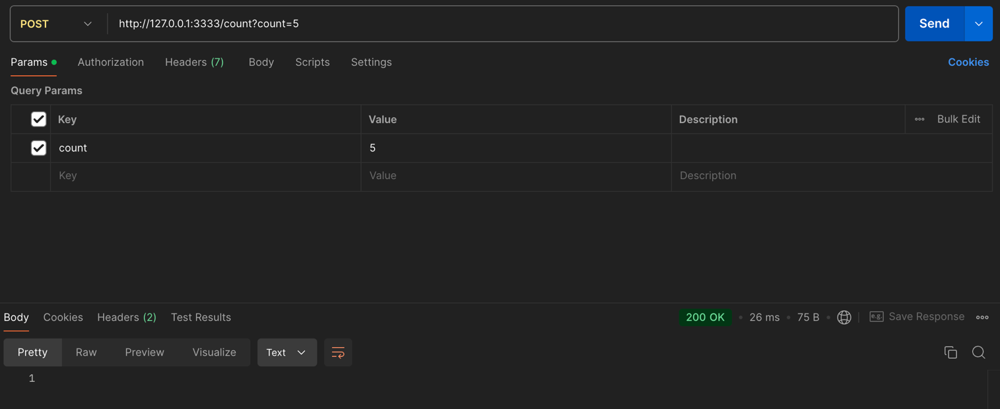 POST http://127.0.0.1:3333/count?count=5 Send
Params Authorization Headers (7) Body Scripts Settings Cookies
Query Params
Key Value Description Bulk Edit
count 5
Key Value Description
Body Cookies Headers (2) Test Results 200 OK • 26 ms • 75 B • e.g. Save Response
Pretty Raw Preview Visualize Text
1